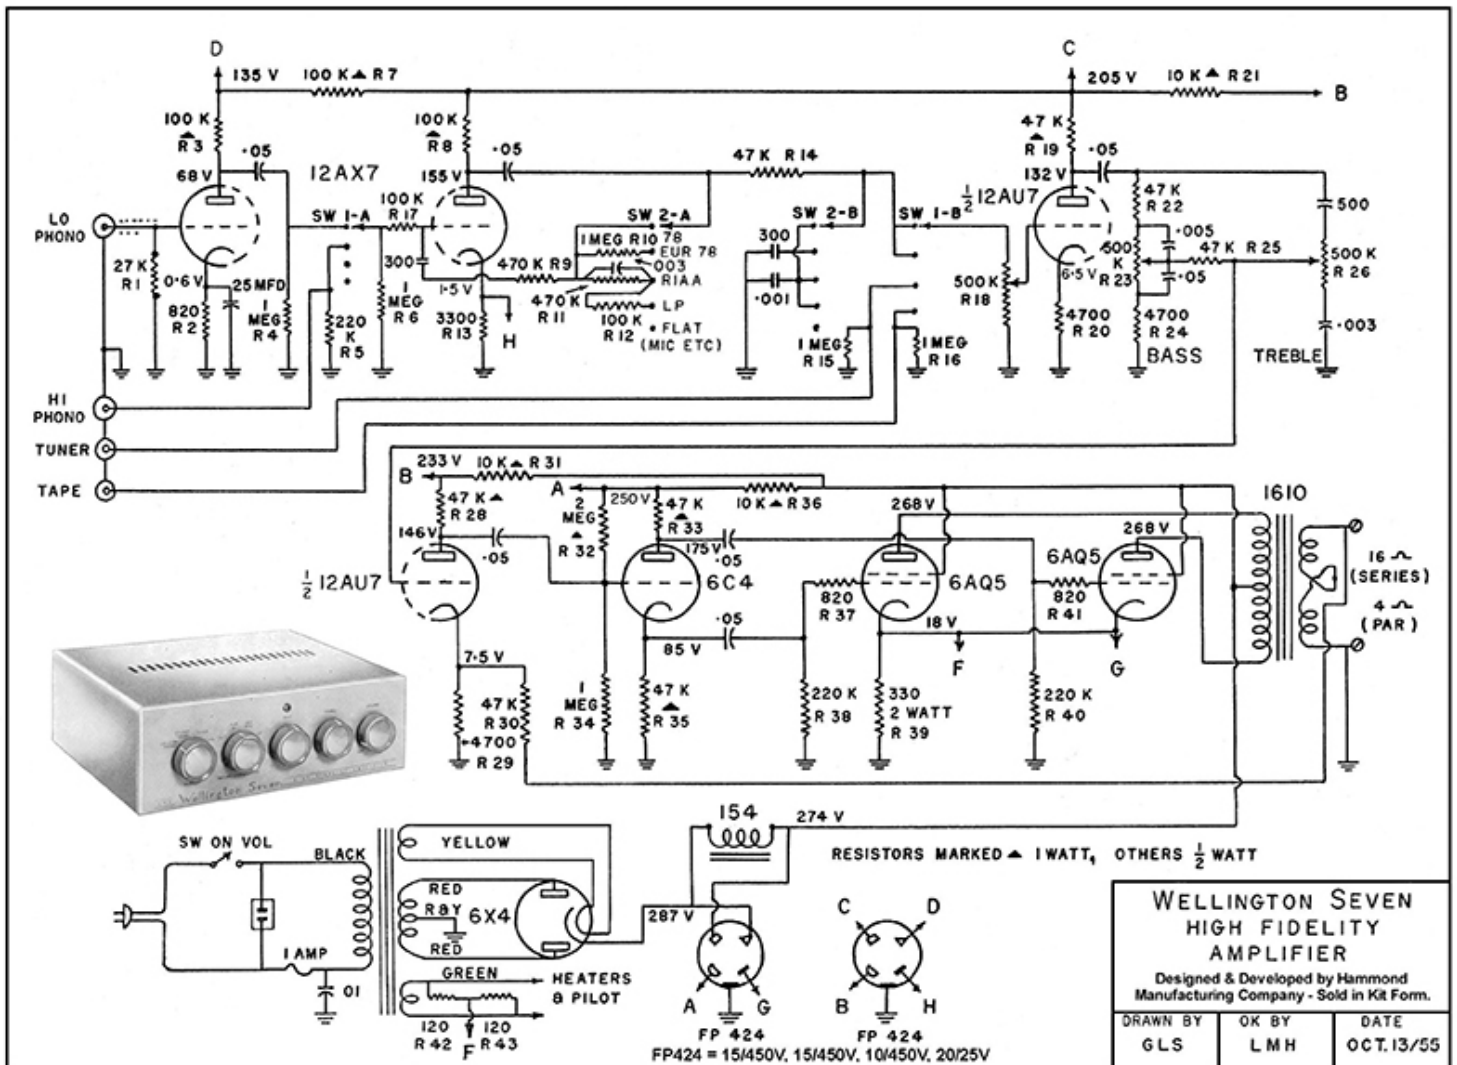 D
135 V
100 K ▲ R 7
C
205 V
10 K ▲ R 21
B
100 K
▲
R 3
.05
68 V
12AX7
100 K
▲
R 8
.05
155 V
47 K R 14
47 K
▲
R 19
.05
132 V
½ 12AU7
47 K
R 22
500
LO
PHONO
SW 1-A
100 K
R 17
SW 2-A
SW 2-B
SW 1-B
27 K
R 1
0.6 V
820
R 2
25 MFD
1
MEG
R 4
220
K
R 5
1
MEG
R 6
300
1.5 V
3300
R 13
H
1 MEG R 10
78
EUR 78
.003
470 K R 9
RIAA
470 K
R 11
LP
100 K
R 12
FLAT
(MIC ETC)
300
.001
1 MEG
R 15
1 MEG
R 16
500 K
R 18
6.5 V
4700
R 20
500
K
R 23
.005
.05
47 K R 25
4700
R 24
BASS
500 K
R 26
.003
TREBLE
HI
PHONO
TUNER
TAPE
B
233 V
10 K ▲ R 31
47 K ▲
R 28
146 V
.05
½ 12AU7
7.5 V
47 K
R 30
4700
R 29
A
2
MEG
▲
R 32
250 V
47 K
▲
R 33
175 V
.05
10 K ▲ R 36
6C4
85 V
.05
1
MEG
R 34
47 K
▲
R 35
268 V
6AQ5
820
R 37
18 V
F
220 K
R 38
330
2 WATT
R 39
268 V
6AQ5
820
R 41
G
220 K
R 40
1610
16 Ω
(SERIES)
4 Ω
(PAR)
Wellington Seven
SW ON VOL
BLACK
1 AMP
.01
YELLOW
RED
R & Y
RED
6X4
GREEN
HEATERS
& PILOT
120
R 42
F
120
R 43
287 V
154
274 V
RESISTORS MARKED ▲ 1 WATT, OTHERS ½ WATT
A
G
FP 424
C
D
B
H
FP 424
FP424 = 15/450V, 15/450V, 10/450V, 20/25V
WELLINGTON SEVEN
HIGH FIDELITY
AMPLIFIER
Designed & Developed by Hammond
Manufacturing Company - Sold in Kit Form.
DRAWN BY
GLS
OK BY
LMH
DATE
OCT. 13/55